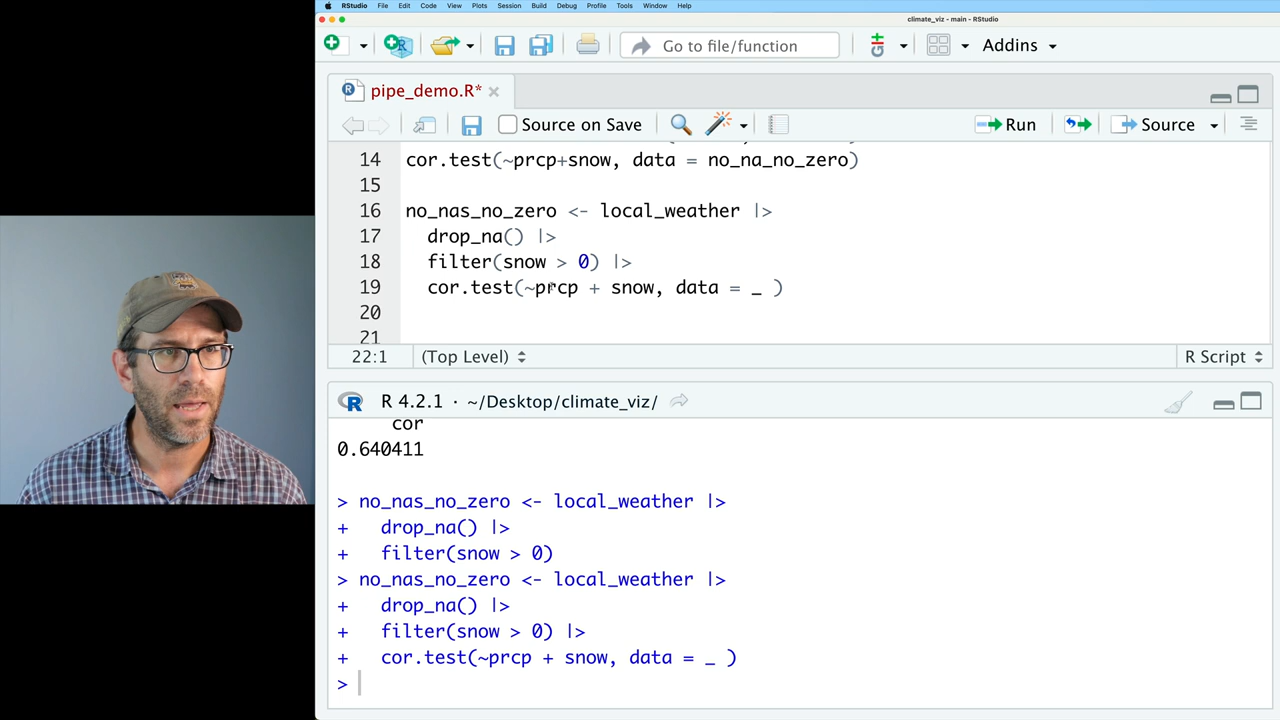 RStudio File Edit Code View Plots Session Build Debug Profile Tools Window Help
climate_viz - main - RStudio
Go to file/function Addins
pipe_demo.R*
Source on Save Run Source
14 cor.test(~prcp+snow, data = no_na_no_zero)
15
16 no_nas_no_zero <- local_weather |>
17 drop_na() |>
18 filter(snow > 0) |>
19 cor.test(~prcp + snow, data = _ )
20
21
22:1 (Top Level) R Script
R 4.2.1 · ~/Desktop/climate_viz/
cor
0.640411
> no_nas_no_zero <- local_weather |>
+ drop_na() |>
+ filter(snow > 0)
> no_nas_no_zero <- local_weather |>
+ drop_na() |>
+ filter(snow > 0) |>
+ cor.test(~prcp + snow, data = _ )
>